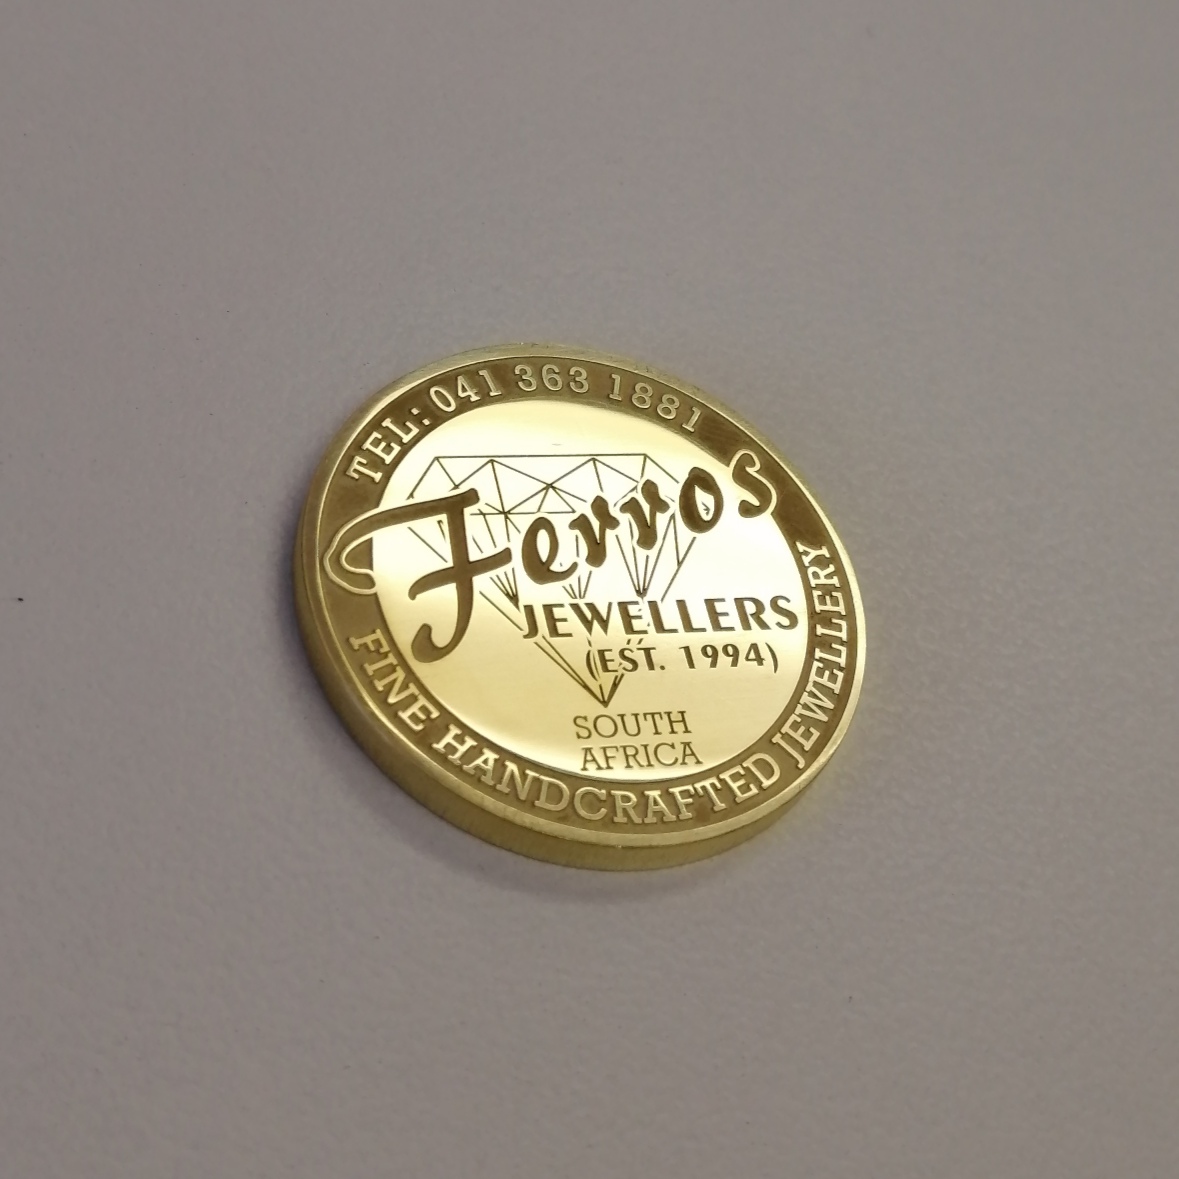 TEL: 041 363 1881
Ferros
JEWELLERS
(EST. 1994)
SOUTH
AFRICA
FINE HANDCRAFTED JEWELLERY